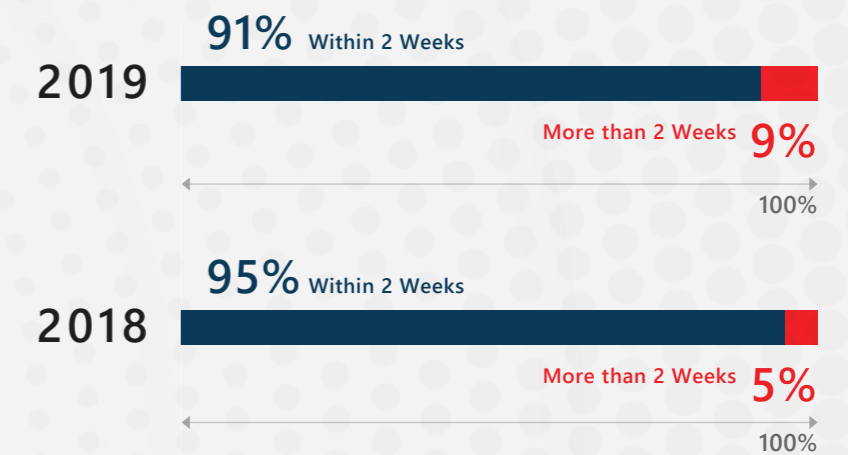 91% Within 2 Weeks
2019
More than 2 Weeks 9%
100%
95% Within 2 Weeks
2018
More than 2 Weeks 5%
100%